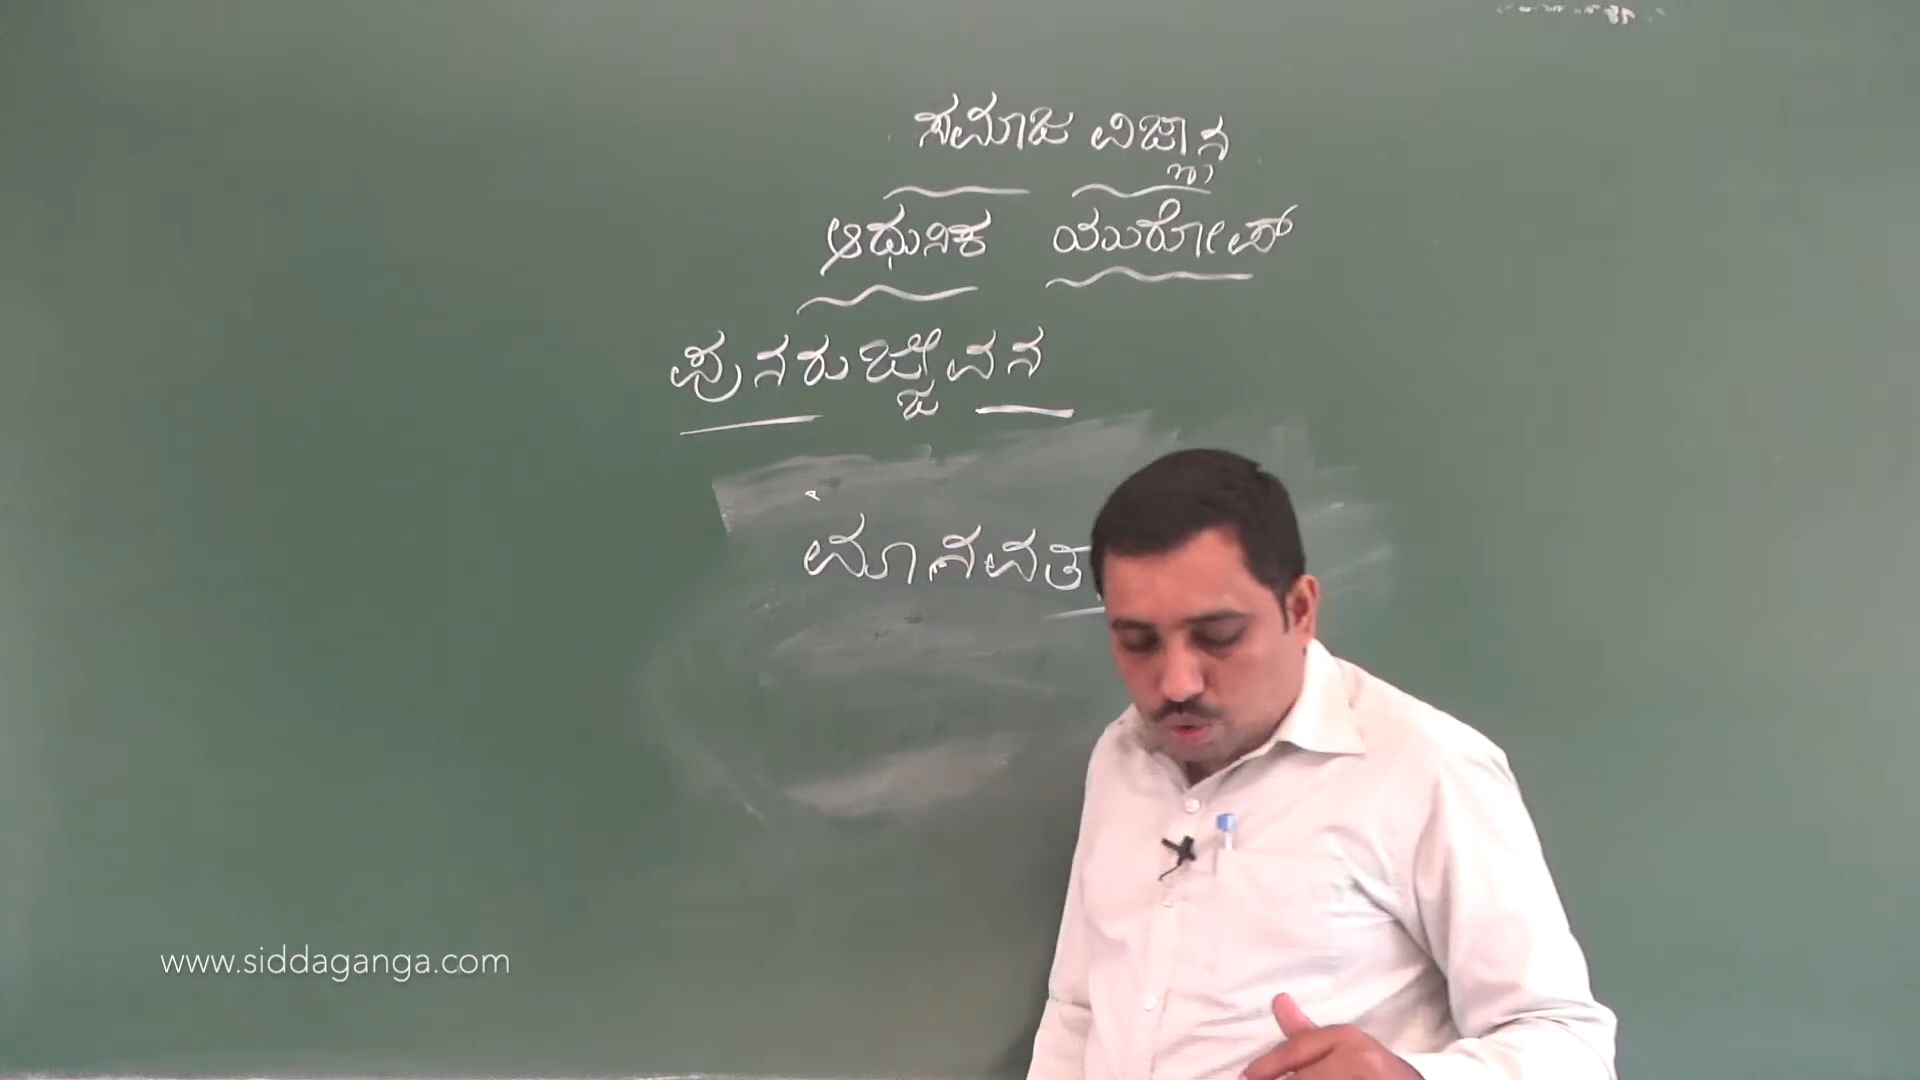 ಸಮಾಜ ವಿಜ್ಞಾನ
ಆಧುನಿಕ ಯುರೋಪ್
ಪುನರುಜ್ಜೀವನ
www.siddaganga.com